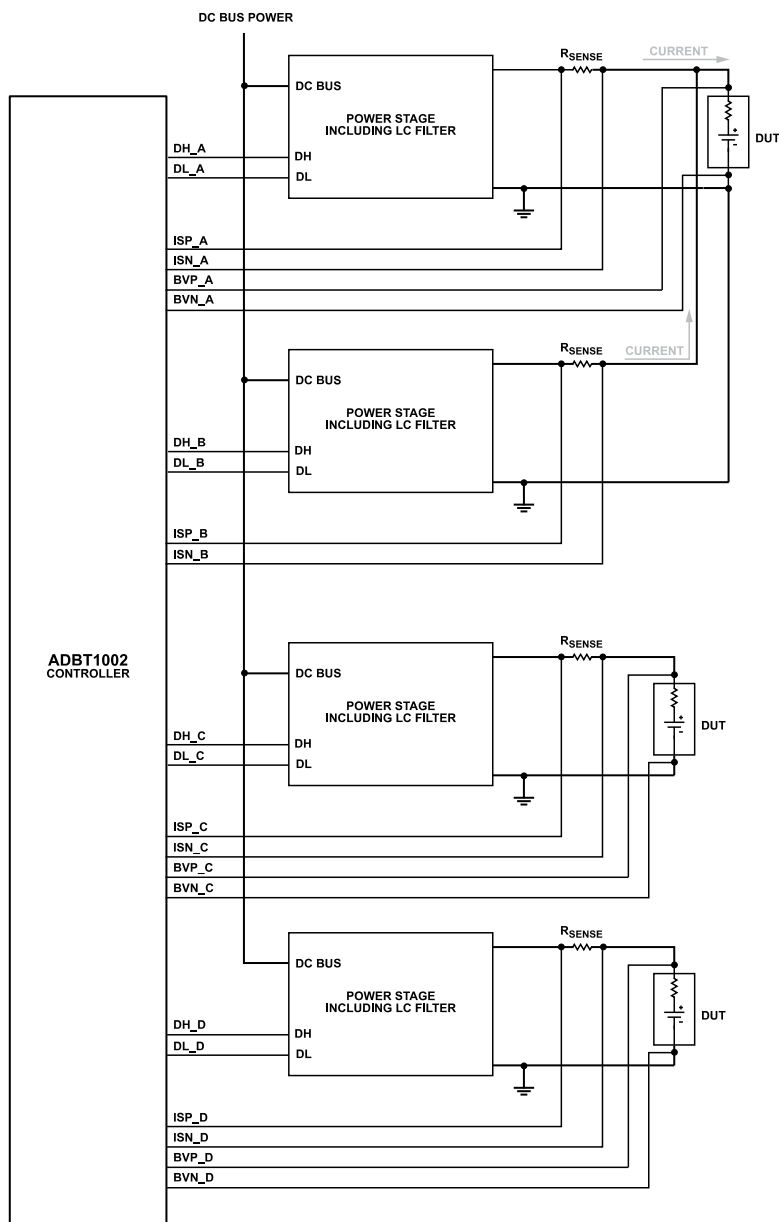 DC BUS POWER
DC BUS
POWER STAGE
INCLUDING LC FILTER
DH
DL
DH_A
DL_A
ISP_A
ISN_A
BVP_A
BVN_A
RSENSE
CURRENT
DUT
+
-
DC BUS
POWER STAGE
INCLUDING LC FILTER
DH
DL
DH_B
DL_B
ISP_B
ISN_B
RSENSE
CURRENT
ADBT1002
CONTROLLER
DC BUS
POWER STAGE
INCLUDING LC FILTER
DH
DL
DH_C
DL_C
ISP_C
ISN_C
BVP_C
BVN_C
RSENSE
DUT
+
-
DC BUS
POWER STAGE
INCLUDING LC FILTER
DH
DL
DH_D
DL_D
ISP_D
ISN_D
BVP_D
BVN_D
RSENSE
DUT
+
-